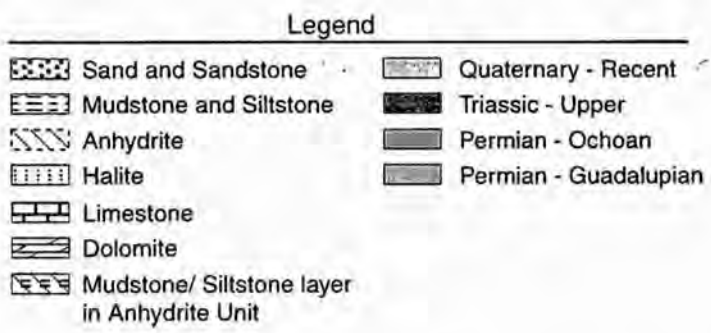 Legend
Sand and Sandstone
Mudstone and Siltstone
Anhydrite
Halite
Limestone
Dolomite
Mudstone/ Siltstone layer
in Anhydrite Unit
Quaternary - Recent
Triassic - Upper
Permian - Ochoan
Permian - Guadalupian